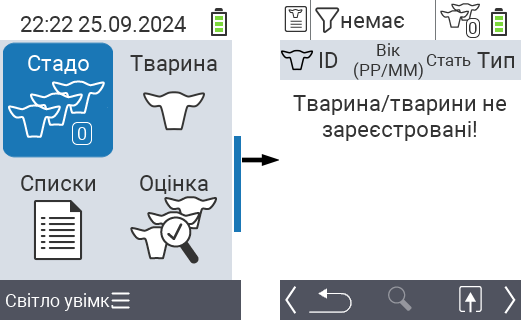 22:22 25.09.2024
Стадо
Тварина
0
Списки
Оцінка
Світло увімк.
немає
0
ID
Вік
(РР/ММ)
Стать
Тип
Тварина/тварини не
зареєстровані!